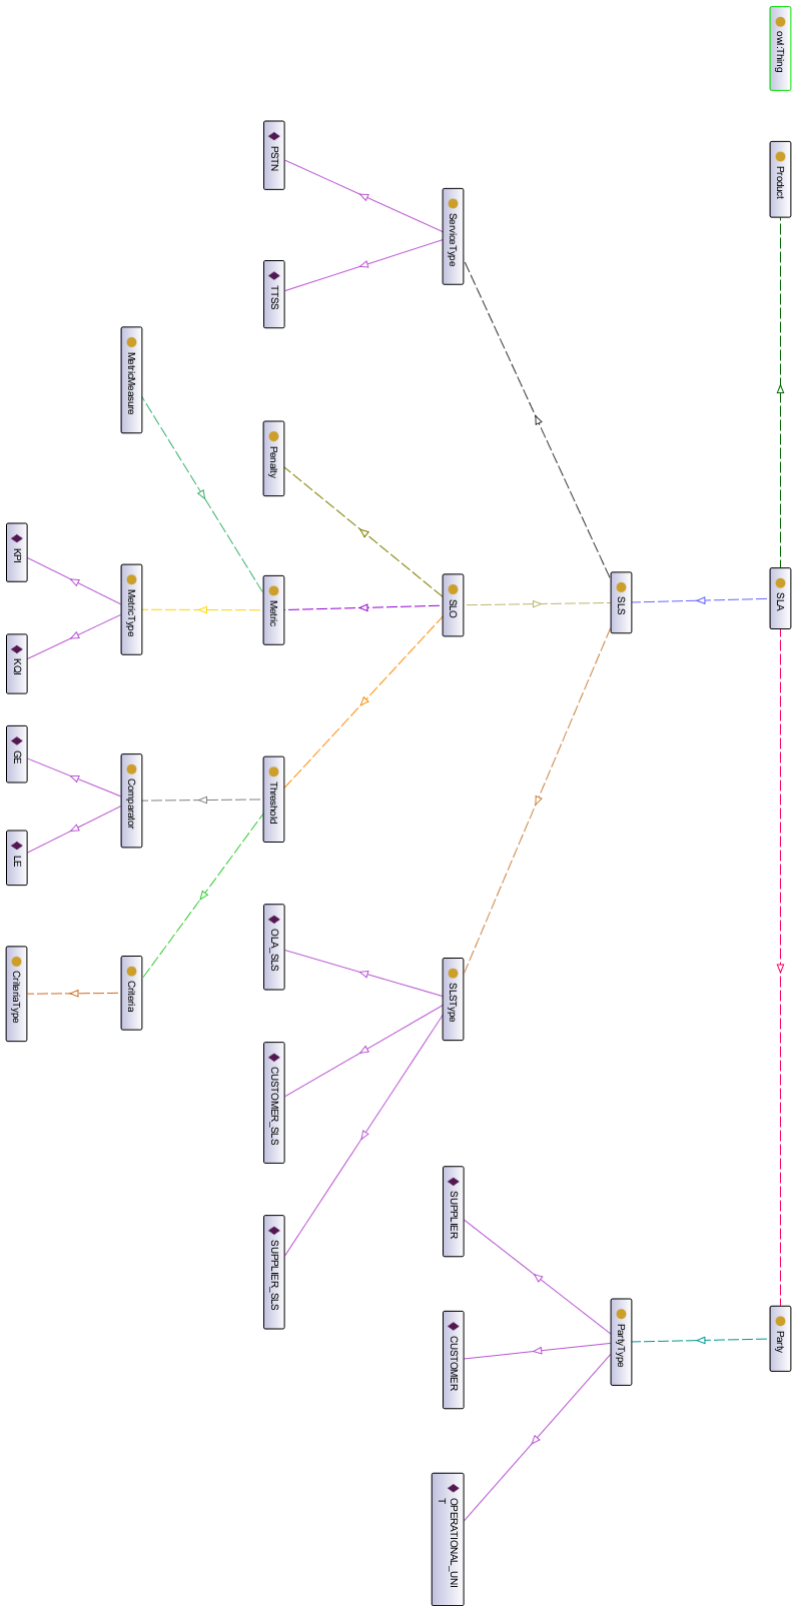 owl:Thing
Product
SLA
Party
SLS
PartyType
ServiceType
SLO
SLSType
SUPPLIER
CUSTOMER
OPERATIONAL_UNI
T
PSTN
TTSS
Penalty
Metric
Threshold
OLA_SLS
CUSTOMER_SLS
SUPPLIER_SLS
MetricMeasure
MetricType
Comparator
Criteria
KPI
KQI
GE
LE
CriteriaType